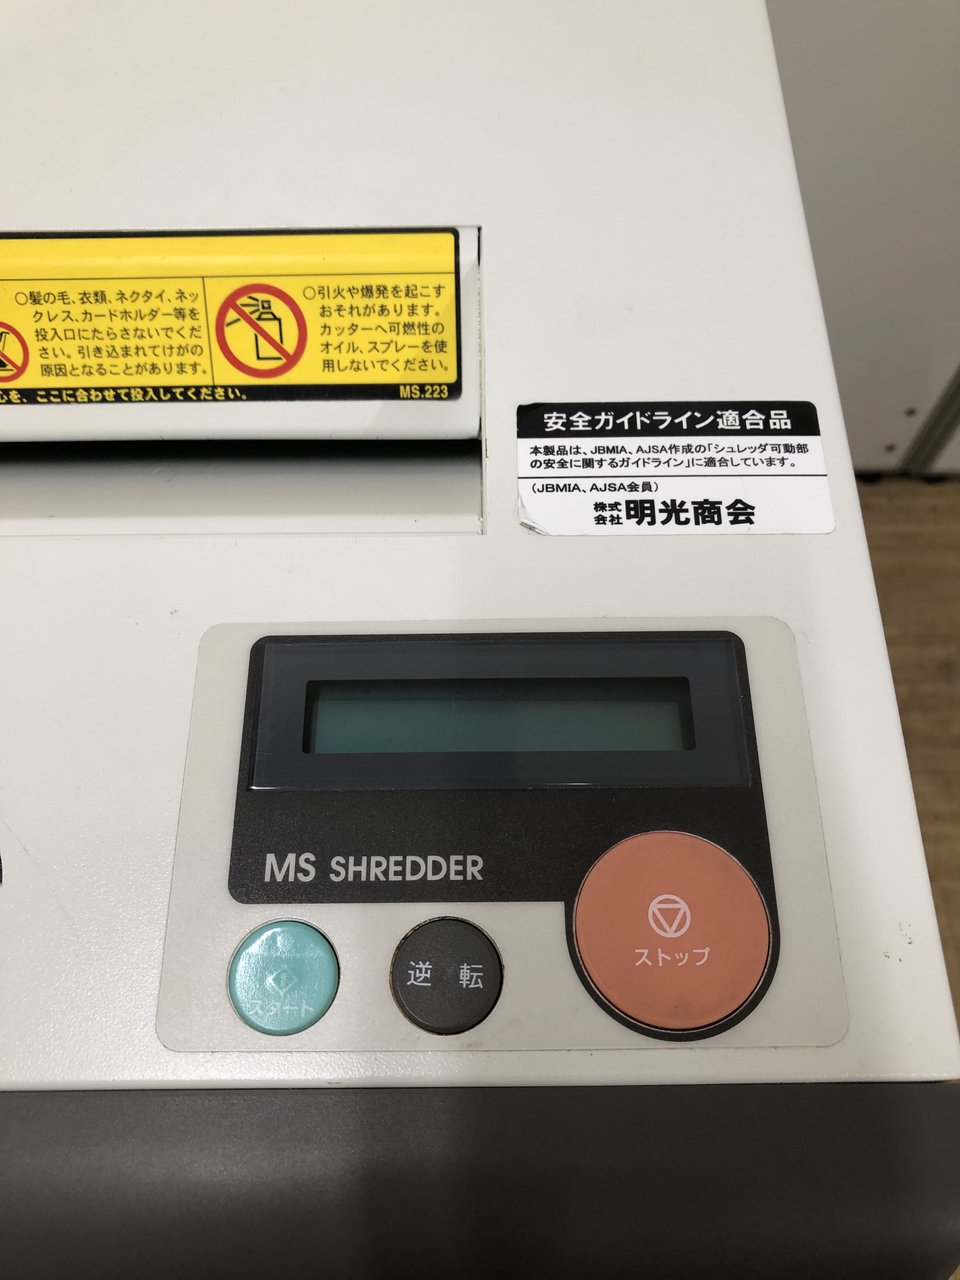 ○髪の毛、衣類、ネクタイ、ネッ
クレス、カードホルダー等を
投入口にたらさないでくだ
さい。引き込まれてけがの
原因となることがあります。
○引火や爆発を起こす
おそれがあります。
カッターへ可燃性の
オイル、スプレーを使
用しないでください。
心を、ここに合わせて投入してください。
MS.223
安全ガイドライン適合品
本製品は、JBMIA、AJSA作成の「シュレッダ可動部
の安全に関するガイドライン」に適合しています。
(JBMIA、AJSA会員)
株式会社 明光商会
MS SHREDDER
スタート
逆 転
ストップ